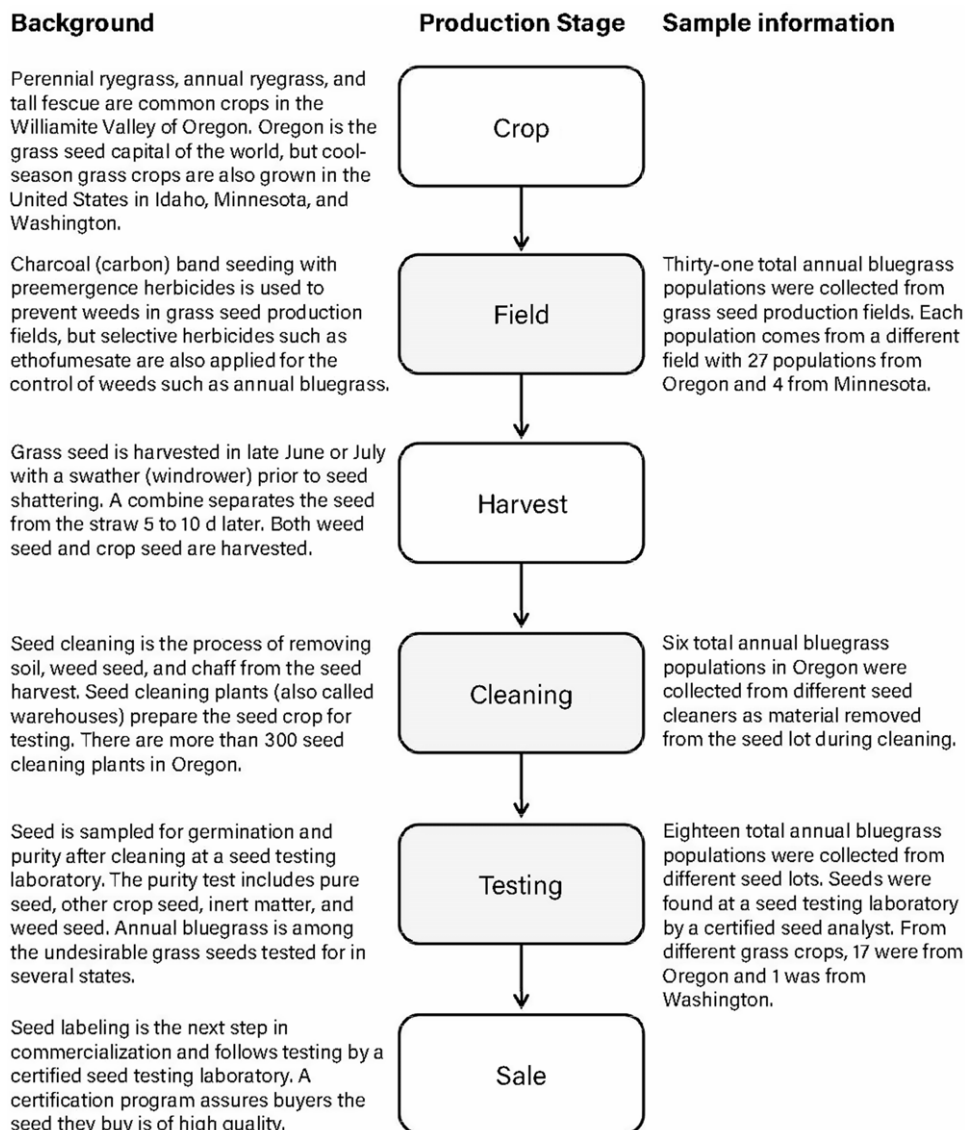 Background
Production Stage
Sample information
Perennial ryegrass, annual ryegrass, and
tall fescue are common crops in the
Williamite Valley of Oregon. Oregon is the
grass seed capital of the world, but cool-
season grass crops are also grown in the
United States in Idaho, Minnesota, and
Washington.
Crop
Charcoal (carbon) band seeding with
preemergence herbicides is used to
prevent weeds in grass seed production
fields, but selective herbicides such as
ethofumesate are also applied for the
control of weeds such as annual bluegrass.
Field
Thirty-one total annual bluegrass
populations were collected from
grass seed production fields. Each
population comes from a different
field with 27 populations from
Oregon and 4 from Minnesota.
Grass seed is harvested in late June or July
with a swather (windrower) prior to seed
shattering. A combine separates the seed
from the straw 5 to 10 d later. Both weed
seed and crop seed are harvested.
Harvest
Seed cleaning is the process of removing
soil, weed seed, and chaff from the seed
harvest. Seed cleaning plants (also called
warehouses) prepare the seed crop for
testing. There are more than 300 seed
cleaning plants in Oregon.
Cleaning
Six total annual bluegrass
populations in Oregon were
collected from different seed
cleaners as material removed
from the seed lot during cleaning.
Seed is sampled for germination and
purity after cleaning at a seed testing
laboratory. The purity test includes pure
seed, other crop seed, inert matter, and
weed seed. Annual bluegrass is among
the undesirable grass seeds tested for in
several states.
Testing
Eighteen total annual bluegrass
populations were collected from
different seed lots. Seeds were
found at a seed testing laboratory
by a certified seed analyst. From
different grass crops, 17 were from
Oregon and 1 was from
Washington.
Seed labeling is the next step in
commercialization and follows testing by a
certified seed testing laboratory. A
certification program assures buyers the
seed they buy is of high quality.
Sale